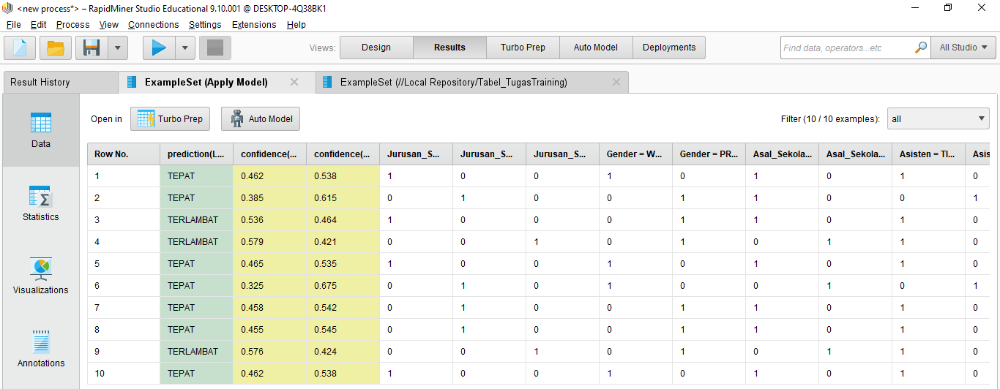 <new process*> – RapidMiner Studio Educational 9.10.001 @ DESKTOP-4Q38BK1
File Edit Process View Connections Settings Extensions Help
Views: Design Results Turbo Prep Auto Model Deployments Find data, operators...etc All Studio
Result History ExampleSet (Apply Model) ExampleSet (//Local Repository/Tabel_TugasTraining)
Open in Turbo Prep Auto Model Filter (10 / 10 examples): all
Data
Statistics
Visualizations
Annotations
Row No. prediction(L... confidence(... confidence(... Jurusan_S... Jurusan_S... Jurusan_S... Gender = W... Gender = PR... Asal_Sekola... Asal_Sekola... Asisten = TI... Asis
1 TEPAT 0.462 0.538 1 0 0 1 0 1 0 1 0
2 TEPAT 0.385 0.615 0 1 0 0 1 1 0 0 1
3 TERLAMBAT 0.536 0.464 1 0 0 0 1 1 0 1 0
4 TERLAMBAT 0.579 0.421 0 0 1 0 1 0 1 1 0
5 TEPAT 0.465 0.535 1 0 0 1 0 1 0 1 0
6 TEPAT 0.325 0.675 0 1 0 1 0 0 1 0 1
7 TEPAT 0.458 0.542 0 1 0 0 1 1 0 1 0
8 TEPAT 0.455 0.545 0 1 0 0 1 1 0 1 0
9 TERLAMBAT 0.576 0.424 0 0 1 0 1 0 1 1 0
10 TEPAT 0.462 0.538 1 0 0 1 0 1 0 1 0